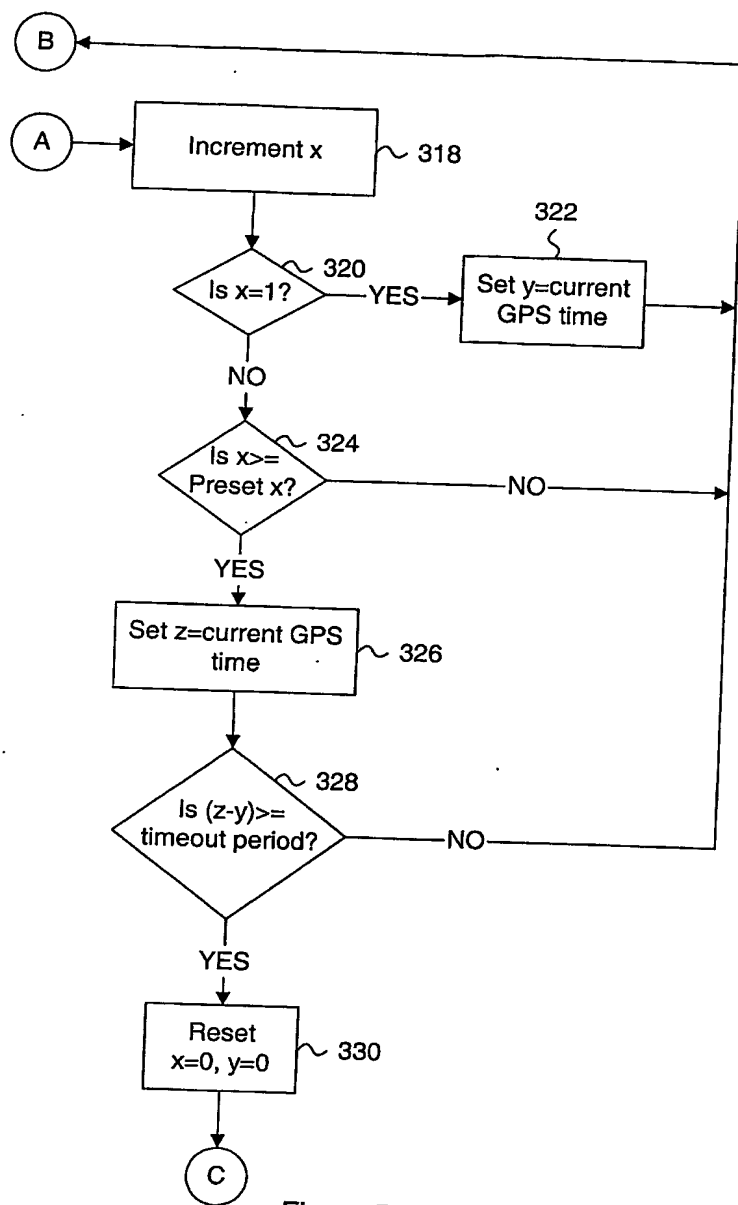 B
A
Increment x
318
320
Is x=1?
YES
322
Set y=current
GPS time
NO
324
Is x>=
Preset x?
NO
YES
Set z=current GPS
time
326
328
Is (z-y)>=
timeout period?
NO
YES
Reset
x=0, y=0
330
C